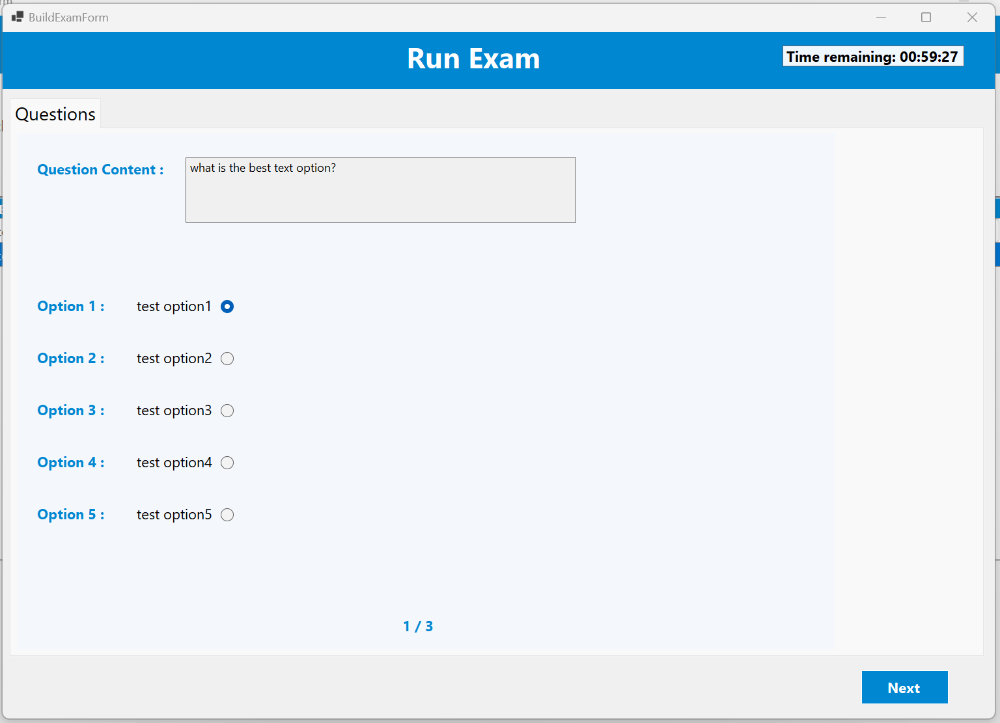 BuildExamForm
Run Exam
Time remaining: 00:59:27
Questions
Question Content :
what is the best text option?
Option 1 :
test option1
Option 2 :
test option2
Option 3 :
test option3
Option 4 :
test option4
Option 5 :
test option5
1 / 3
Next